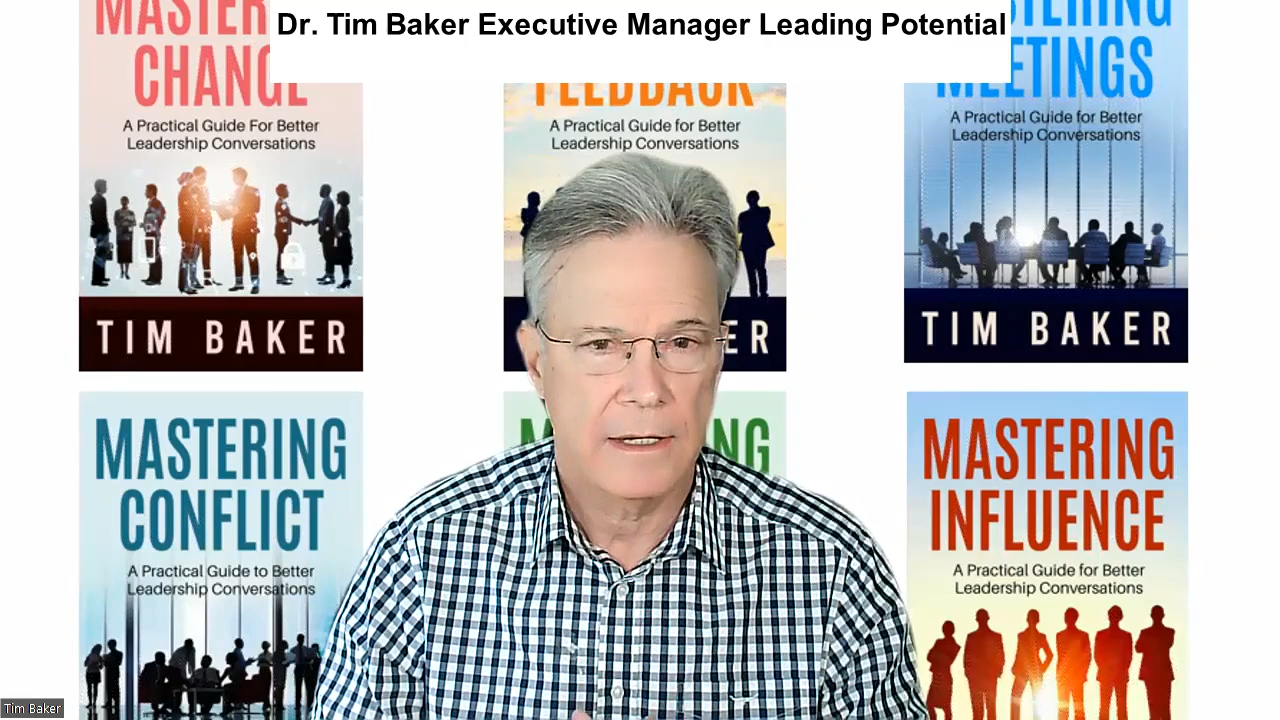 Dr. Tim Baker Executive Manager Leading Potential
CHANGE
A Practical Guide For Better
Leadership Conversations
TIM BAKER
FEEDBACK
A Practical Guide for Better
Leadership Conversations
MEETINGS
A Practical Guide for Better
Leadership Conversations
TIM BAKER
MASTERING
CONFLICT
A Practical Guide to Better
Leadership Conversations
MASTERING
INFLUENCE
A Practical Guide for Better
Leadership Conversations
Tim Baker